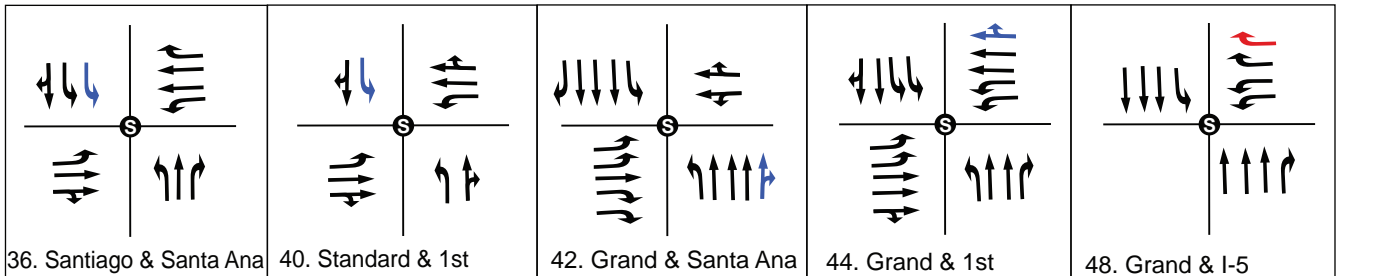 S
S
S
S
S
36. Santiago & Santa Ana
40. Standard & 1st
42. Grand & Santa Ana
44. Grand & 1st
48. Grand & I-5